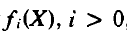 fᵢ(X), i > 0,